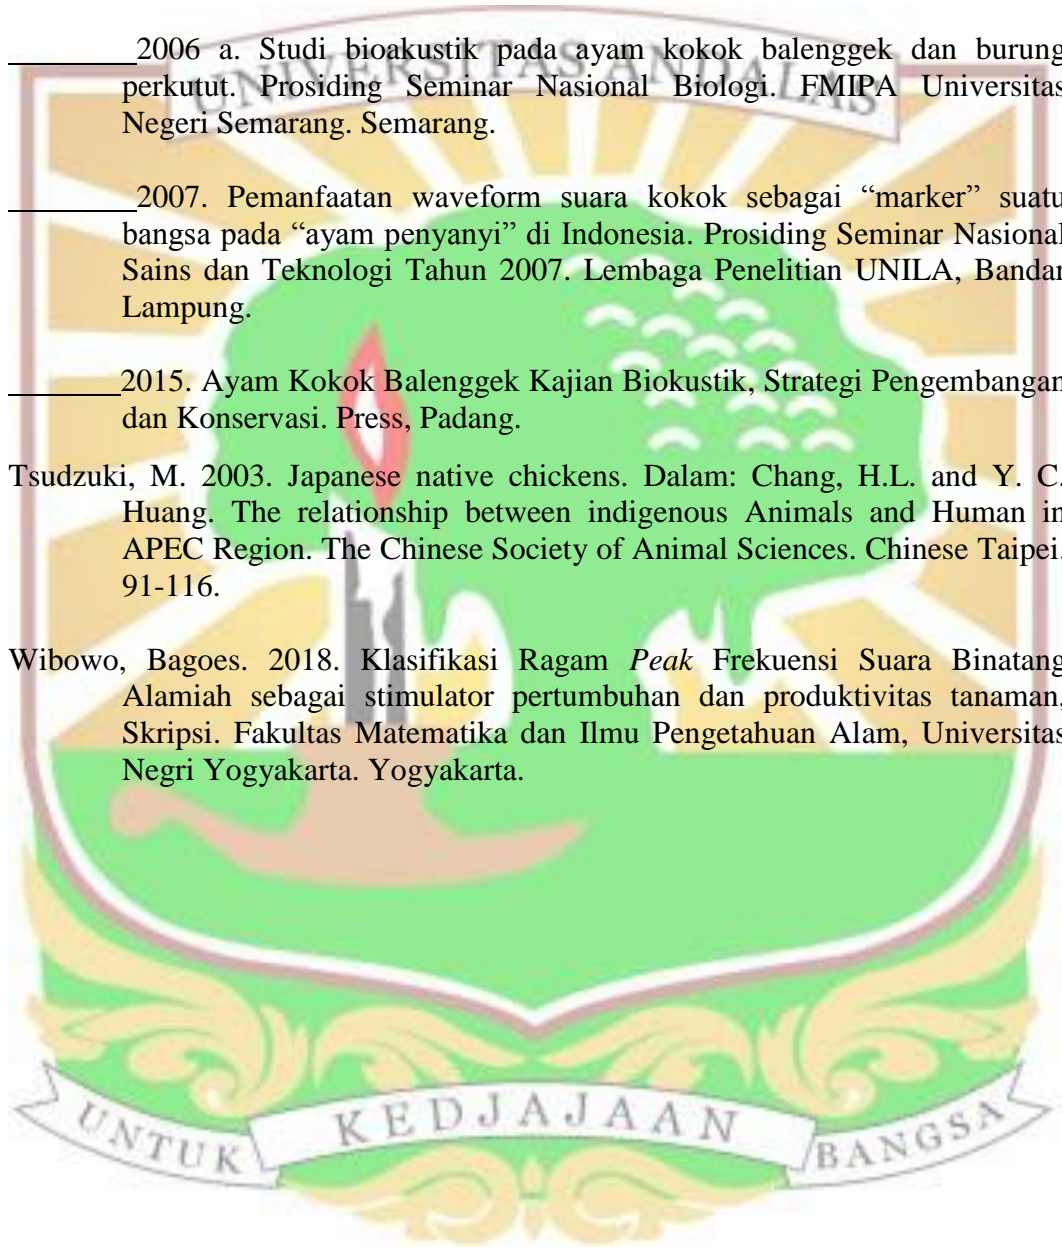 UNIVERSITAS ANDALAS
________2006 a. Studi bioakustik pada ayam kokok balenggek dan burung
perkutut. Prosiding Seminar Nasional Biologi. FMIPA Universitas
Negeri Semarang. Semarang.
________2007. Pemanfaatan waveform suara kokok sebagai “marker” suatu
bangsa pada “ayam penyanyi” di Indonesia. Prosiding Seminar Nasional
Sains dan Teknologi Tahun 2007. Lembaga Penelitian UNILA, Bandar
Lampung.
_______2015. Ayam Kokok Balenggek Kajian Biokustik, Strategi Pengembangan
dan Konservasi. Press, Padang.
Tsudzuki, M. 2003. Japanese native chickens. Dalam: Chang, H.L. and Y. C.
Huang. The relationship between indigenous Animals and Human in
APEC Region. The Chinese Society of Animal Sciences. Chinese Taipei.
91-116.
Wibowo, Bagoes. 2018. Klasifikasi Ragam Peak Frekuensi Suara Binatang
Alamiah sebagai stimulator pertumbuhan dan produktivitas tanaman,
Skripsi. Fakultas Matematika dan Ilmu Pengetahuan Alam, Universitas
Negri Yogyakarta. Yogyakarta.
UNTUK KEDJAJAAN BANGSA